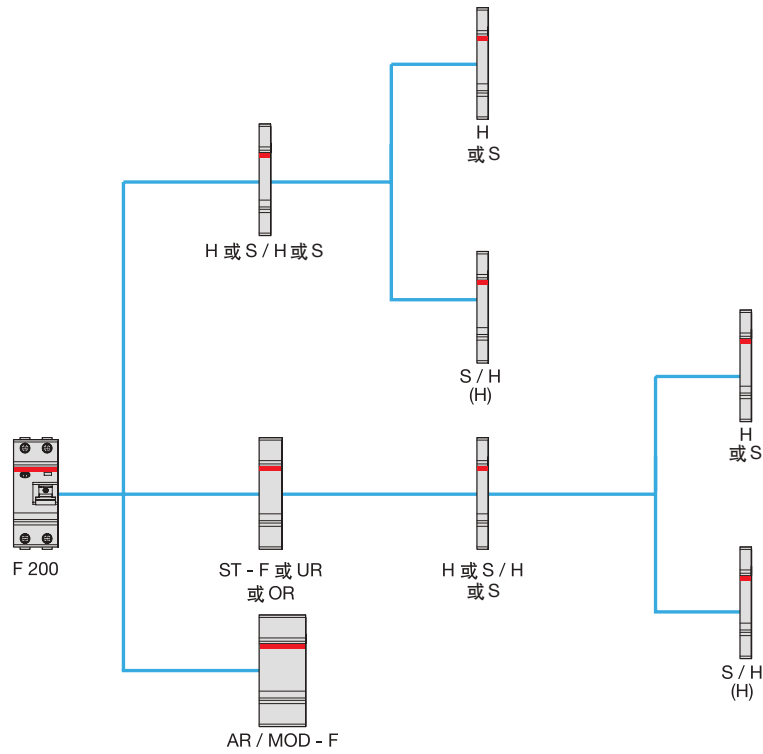 H
或 S
H 或 S / H 或 S
S / H
(H)
H
或 S
F 200
ST - F 或 UR
或 OR
H 或 S / H
或 S
S / H
(H)
AR / MOD - F